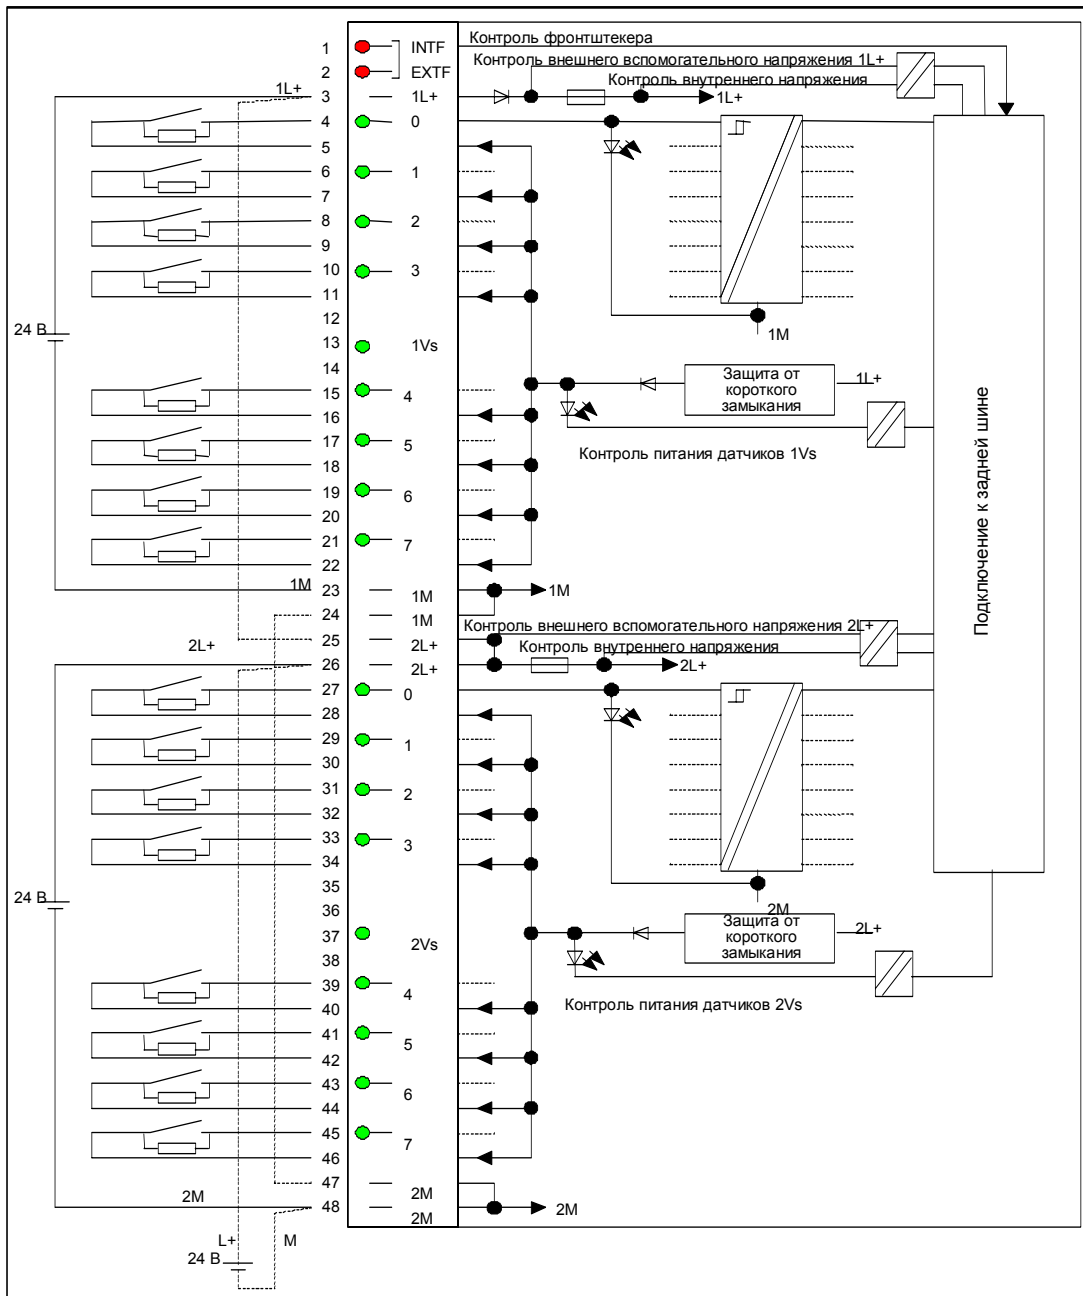 1 INTF Контроль фронтштекера
Контроль внешнего вспомогательного напряжения 1L+
2 EXTF Контроль внутреннего напряжения
1L+ 3 1L+ 1L+
4 0
5
6 1
7
8 2
9
10 3
11
12
24 В 1M
13 1Vs
14
Защита от короткого замыкания 1L+
15 4
16
17 5
Контроль питания датчиков 1Vs
18
19 6
20
21 7
22
Подключение к задней шине
1M 23 1M 1M
24 1M
Контроль внешнего вспомогательного напряжения 2L+
2L+ 25 2L+ Контроль внутреннего напряжения
26 2L+ 2L+
27 0
28
29 1
30
31 2
32
33 3
34
35
24 В
36 2M
37 2Vs
Защита от короткого замыкания 2L+
38
39 4
Контроль питания датчиков 2Vs
40
41 5
42
43 6
44
45 7
46
47 2M
2M 48 2M 2M
L+ M
24 В